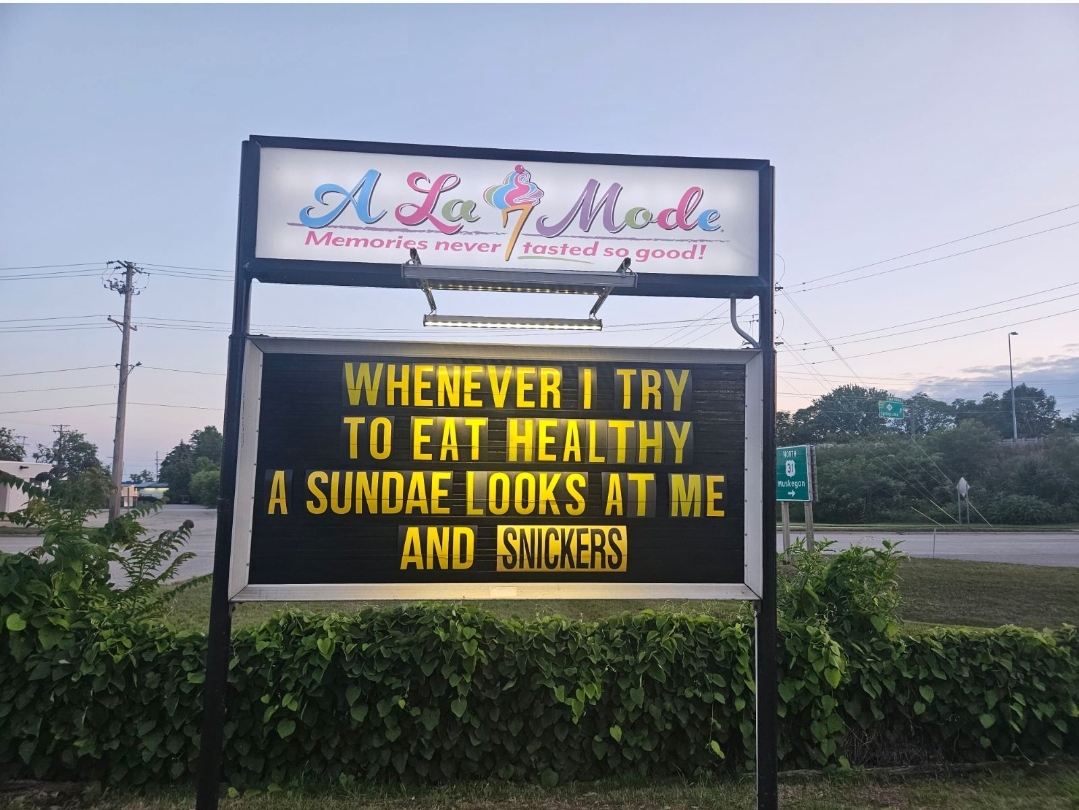 A La Mode
Memories never tasted so good!
WHENEVER I TRY
TO EAT HEALTHY
A SUNDAE LOOKS AT ME
AND SNICKERS
NORTH
31
Muskegon